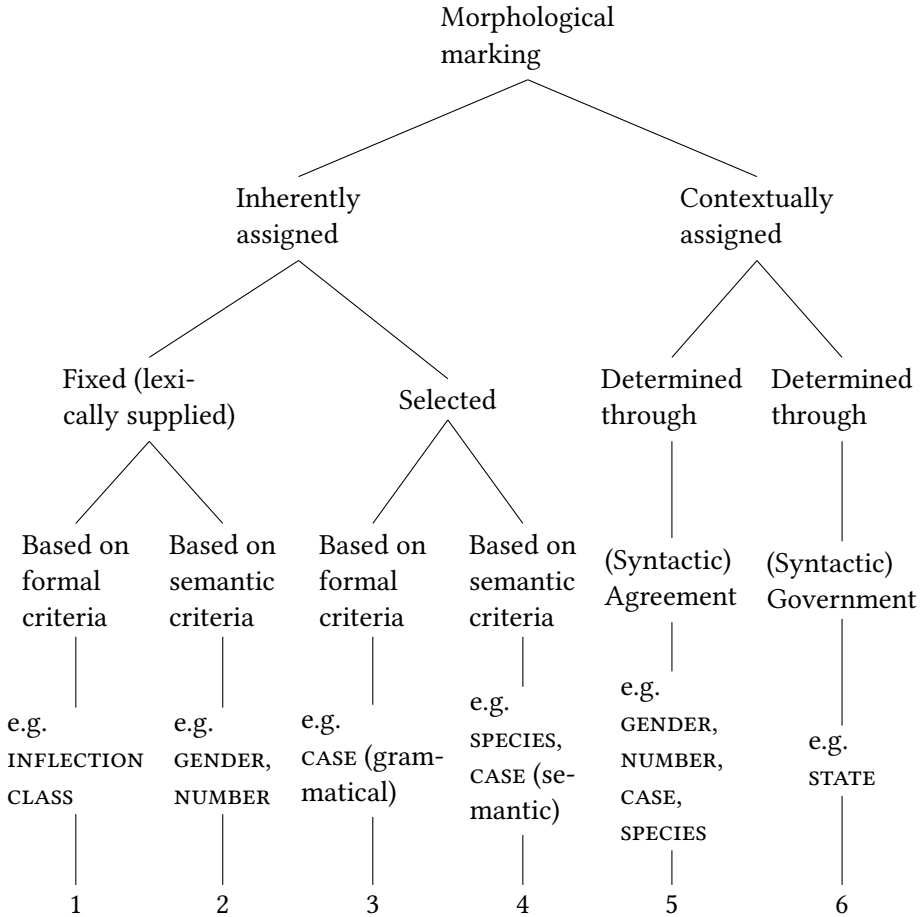 Morphological
marking
Inherently
assigned
Contextually
assigned
Fixed (lexi-
cally supplied)
Selected
Determined
through
Determined
through
Based on
formal
criteria
Based on
semantic
criteria
Based on
formal
criteria
Based on
semantic
criteria
(Syntactic)
Agreement
(Syntactic)
Government
e.g.
INFLECTION
CLASS
e.g.
GENDER,
NUMBER
e.g.
CASE (gram-
matical)
e.g.
SPECIES,
CASE (se-
mantic)
e.g.
GENDER,
NUMBER,
CASE,
SPECIES
e.g.
STATE
1 2 3 4 5 6